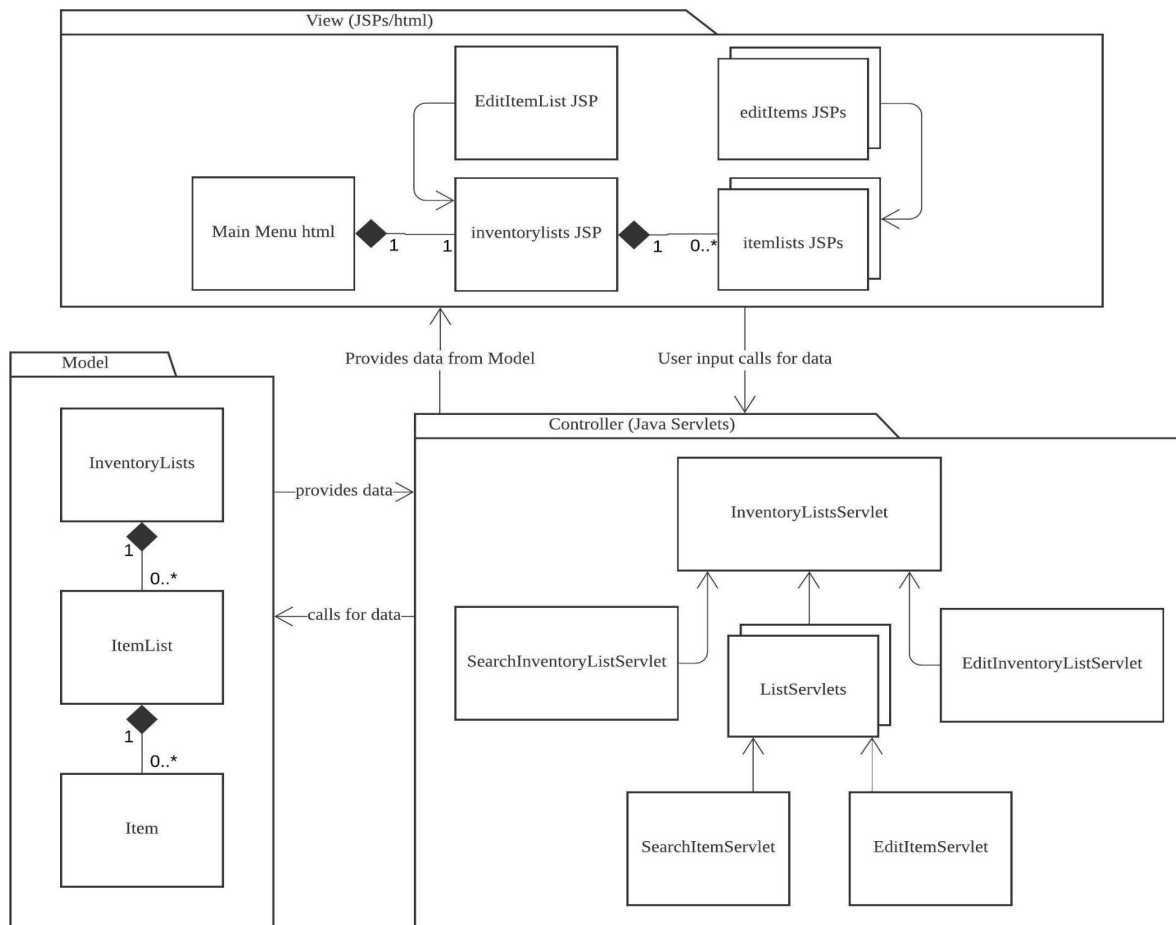 View (JSPs/html)
EditItemList JSP
editItems JSPs
Main Menu html
1
1
inventorylists JSP
1
0..*
itemlists JSPs
Provides data from Model
User input calls for data
Model
InventoryLists
1
0..*
ItemList
1
0..*
Item
provides data
calls for data
Controller (Java Servlets)
InventoryListsServlet
SearchInventoryListServlet
ListServlets
EditInventoryListServlet
SearchItemServlet
EditItemServlet